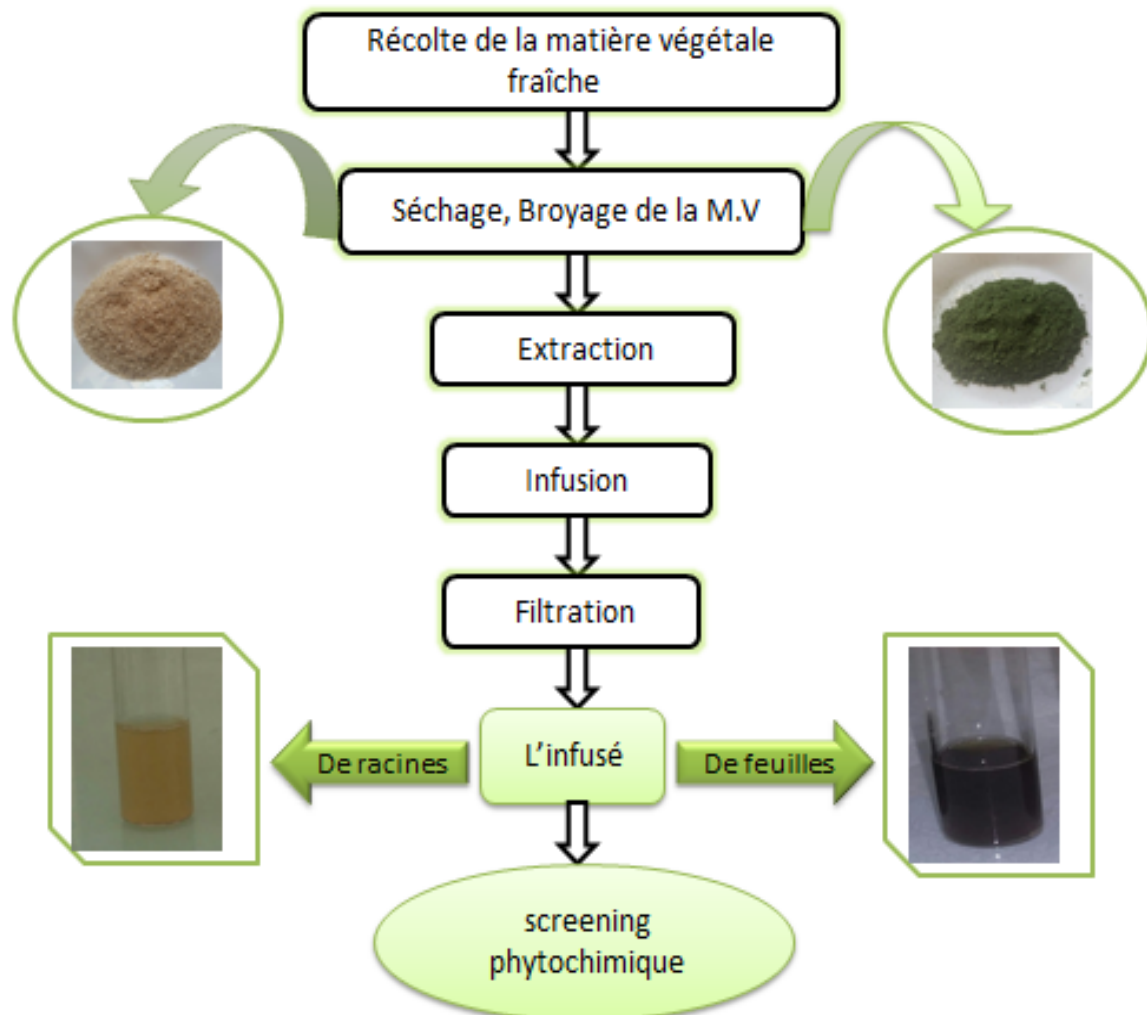 Récolte de la matière végétale
fraîche
Séchage, Broyage de la M.V
Extraction
Infusion
Filtration
De racines
L'infusé
De feuilles
screening
phytochimique